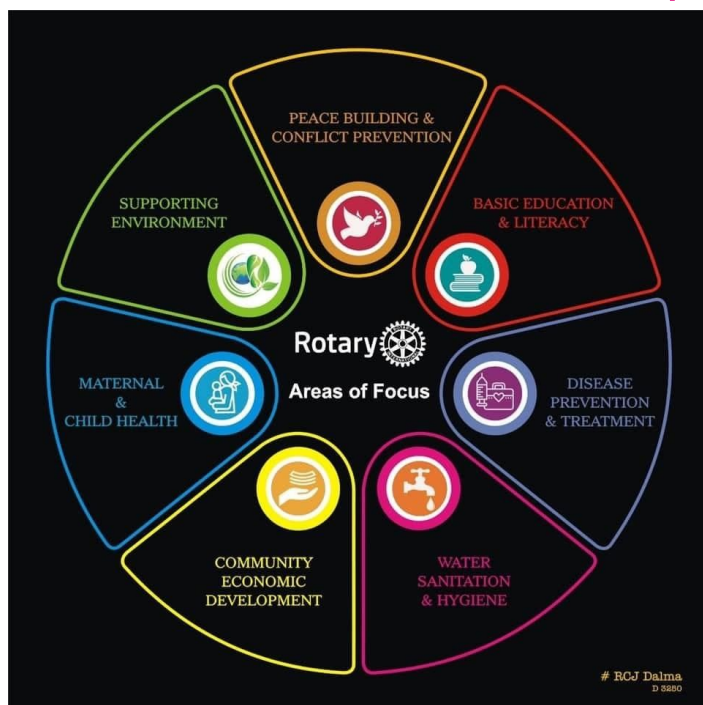 PEACE BUILDING &
CONFLICT PREVENTION
BASIC EDUCATION
& LITERACY
SUPPORTING
ENVIRONMENT
Rotary
Areas of Focus
MATERNAL
&
CHILD HEALTH
DISEASE
PREVENTION
& TREATMENT
COMMUNITY
ECONOMIC
DEVELOPMENT
WATER
SANITATION
& HYGIENE
# RCJ Dalma
D 3250